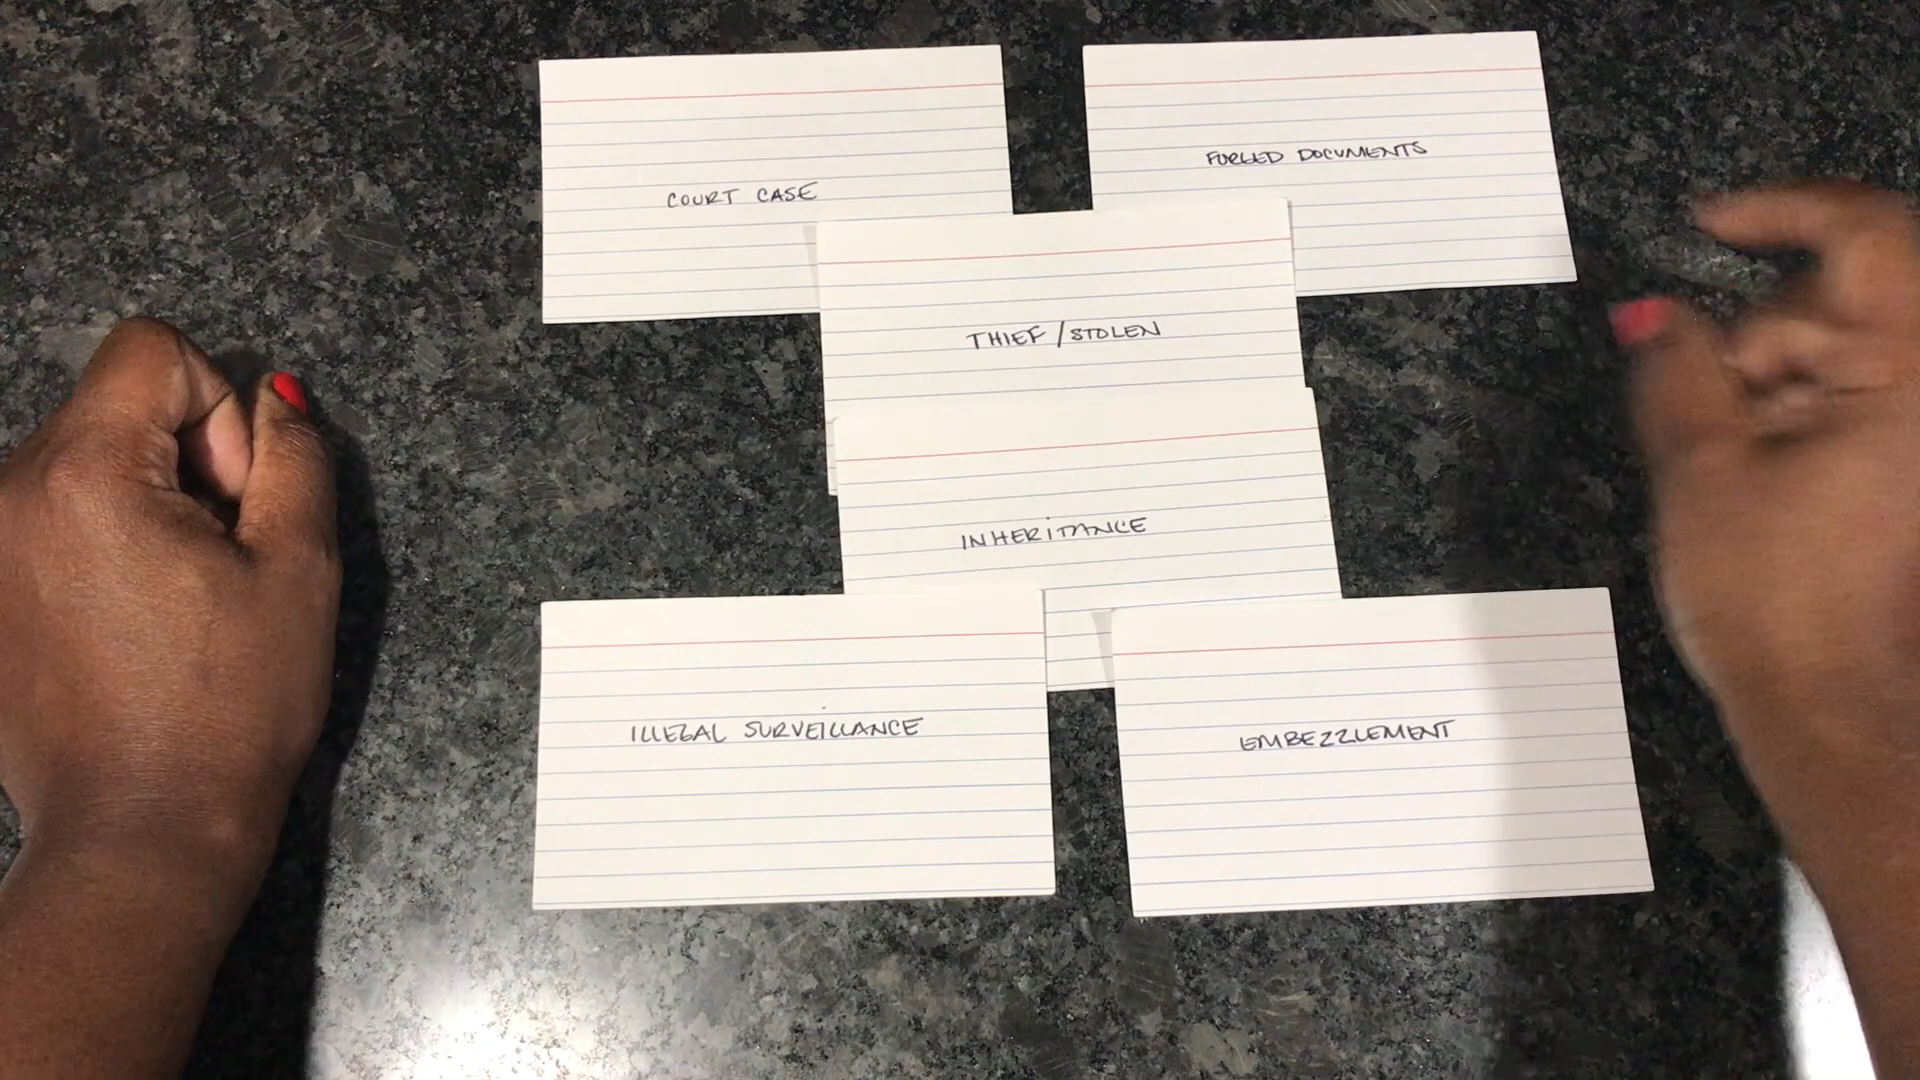 COURT CASE
FORGED DOCUMENTS
THIEF/STOLEN
INHERiTANCE
ILLEGAL SURVEiLLANCE
EMBEZZLEMENT